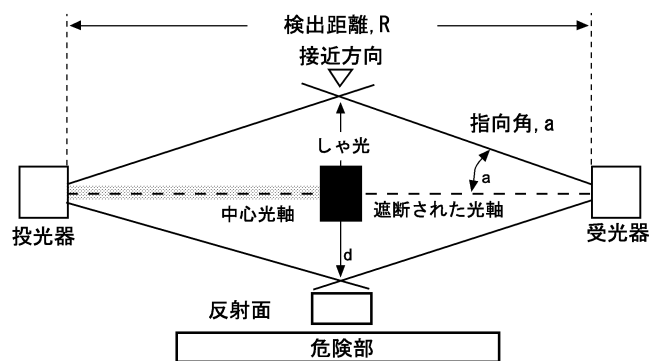 検出距離, R
接近方向
指向角, a
しゃ光
a
中心光軸
遮断された光軸
投光器
受光器
d
反射面
危険部